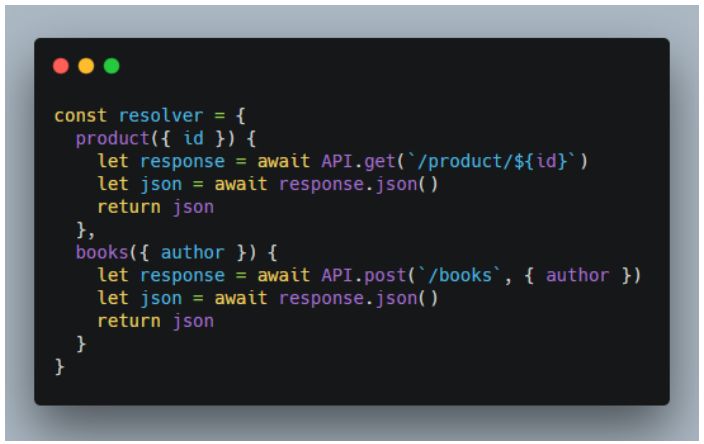 const resolver = {
  product({ id }) {
    let response = await API.get(`/product/${id}`)
    let json = await response.json()
    return json
  },
  books({ author }) {
    let response = await API.post(`/books`, { author })
    let json = await response.json()
    return json
  }
}